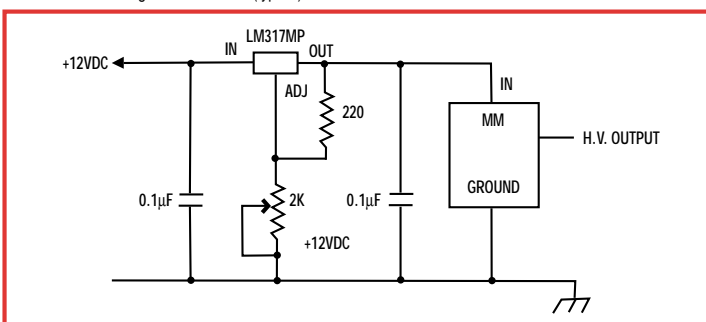 LM317MP
IN
OUT
+12VDC
ADJ
IN
220
MM
H.V. OUTPUT
GROUND
0.1µF
2K
0.1µF
+12VDC